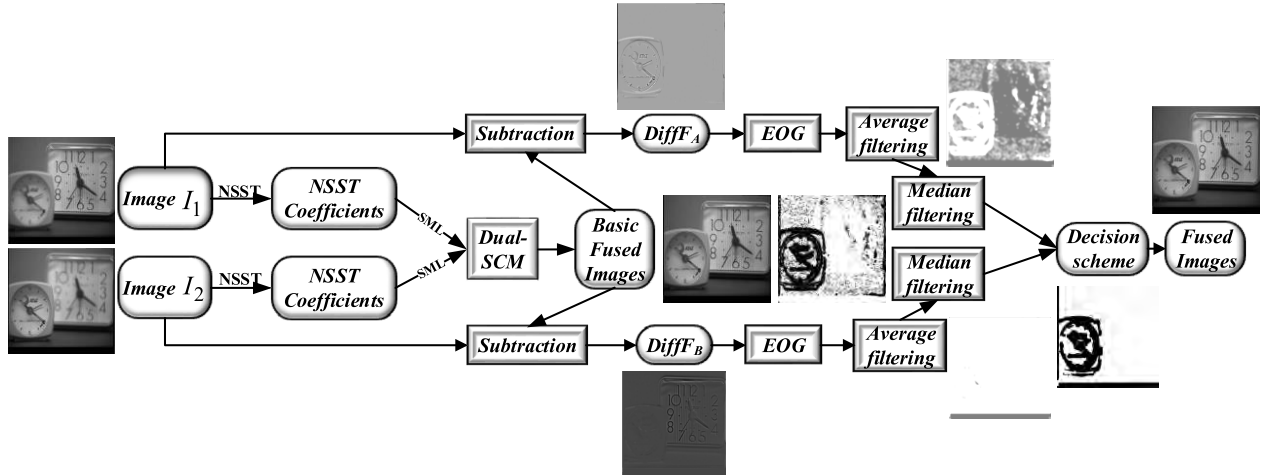 Subtraction
DiffF_A
EOG
Average
filtering
Image I_1
NSST
NSST
Coefficients
SML
Median
filtering
Dual-
SCM
Basic
Fused
Images
Decision
scheme
Fused
Images
Image I_2
NSST
NSST
Coefficients
SML
Median
filtering
Subtraction
DiffF_B
EOG
Average
filtering